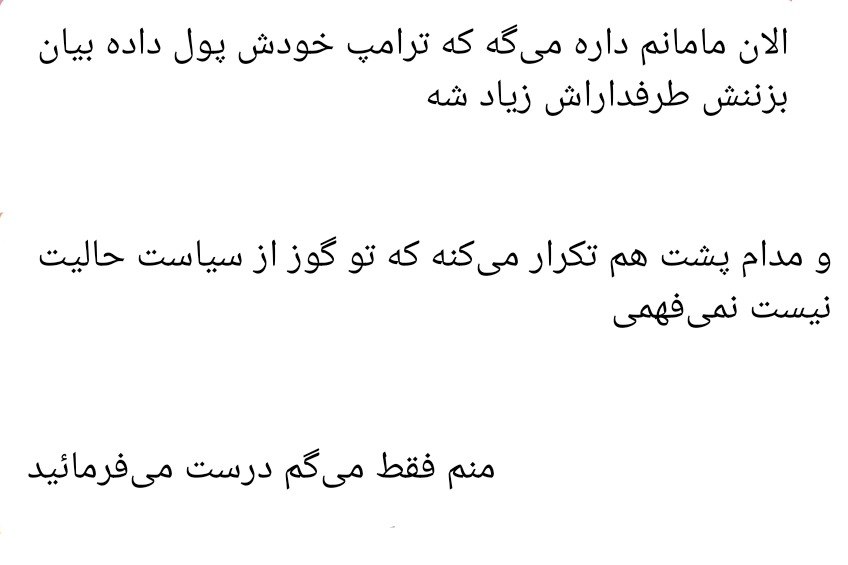 الان مامانم داره می‌گه که ترامپ خودش پول داده بیان
بزننش طرفداراش زیاد شه
و مدام پشت هم تکرار می‌کنه که تو گوز از سیاست حالیت
نیست نمی‌فهمی
منم فقط می‌گم درست می‌فرمائید